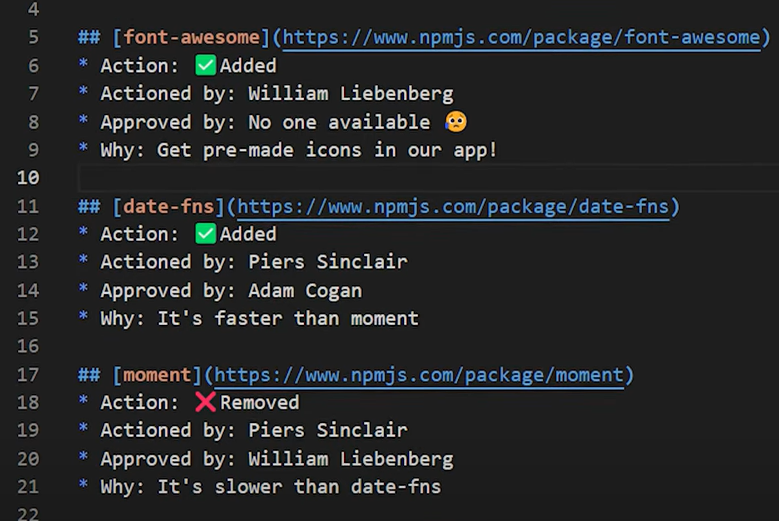 4
5 ## [font-awesome](https://www.npmjs.com/package/font-awesome)
6 * Action: ✅Added
7 * Actioned by: William Liebenberg
8 * Approved by: No one available 😥
9 * Why: Get pre-made icons in our app!
10
11 ## [date-fns](https://www.npmjs.com/package/date-fns)
12 * Action: ✅Added
13 * Actioned by: Piers Sinclair
14 * Approved by: Adam Cogan
15 * Why: It's faster than moment
16
17 ## [moment](https://www.npmjs.com/package/moment)
18 * Action: ❌Removed
19 * Actioned by: Piers Sinclair
20 * Approved by: William Liebenberg
21 * Why: It's slower than date-fns
22